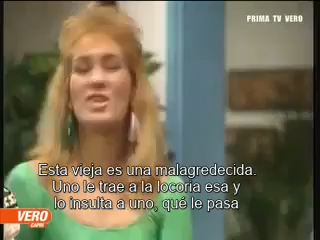 PRIMA TV VERO
Esta vieja es una malagredecida.
Uno le trae a la locoria esa y
lo insulta a uno, qué le pasa
VERO
CAPRI